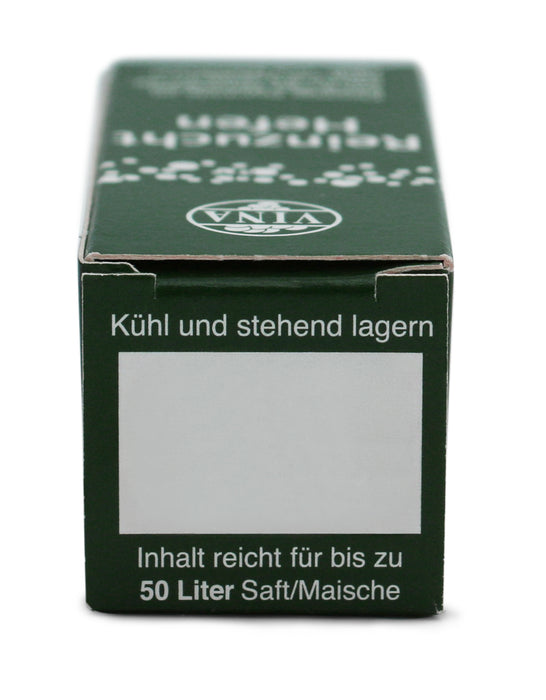 Reinzucht
Hefen
VINA
Kühl und stehend lagern
Inhalt reicht für bis zu
50 Liter Saft/Maische